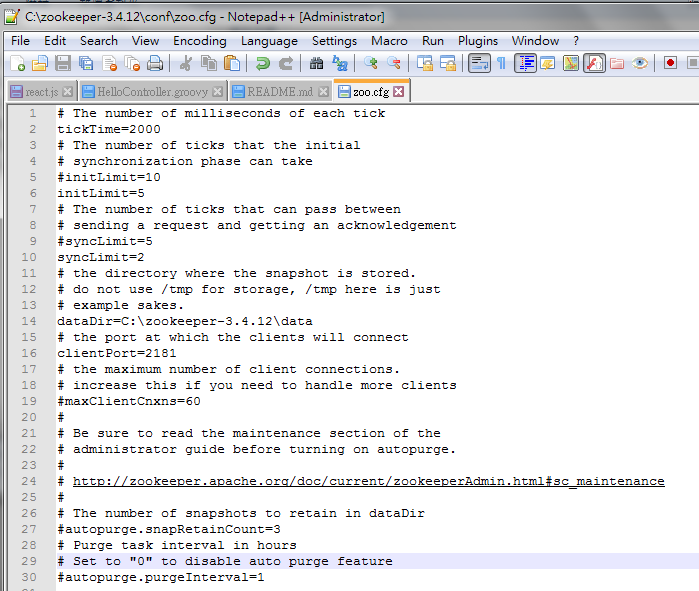 C:\zookeeper-3.4.12\conf\zoo.cfg - Notepad++ [Administrator]
File Edit Search View Encoding Language Settings Macro Run Plugins Window ?
react.js HelloController.groovy README.md zoo.cfg
1 # The number of milliseconds of each tick
2 tickTime=2000
3 # The number of ticks that the initial
4 # synchronization phase can take
5 #initLimit=10
6 initLimit=5
7 # The number of ticks that can pass between
8 # sending a request and getting an acknowledgement
9 #syncLimit=5
10 syncLimit=2
11 # the directory where the snapshot is stored.
12 # do not use /tmp for storage, /tmp here is just
13 # example sakes.
14 dataDir=C:\zookeeper-3.4.12\data
15 # the port at which the clients will connect
16 clientPort=2181
17 # the maximum number of client connections.
18 # increase this if you need to handle more clients
19 #maxClientCnxns=60
20 #
21 # Be sure to read the maintenance section of the
22 # administrator guide before turning on autopurge.
23 #
24 # http://zookeeper.apache.org/doc/current/zookeeperAdmin.html#sc_maintenance
25 #
26 # The number of snapshots to retain in dataDir
27 #autopurge.snapRetainCount=3
28 # Purge task interval in hours
29 # Set to "0" to disable auto purge feature
30 #autopurge.purgeInterval=1